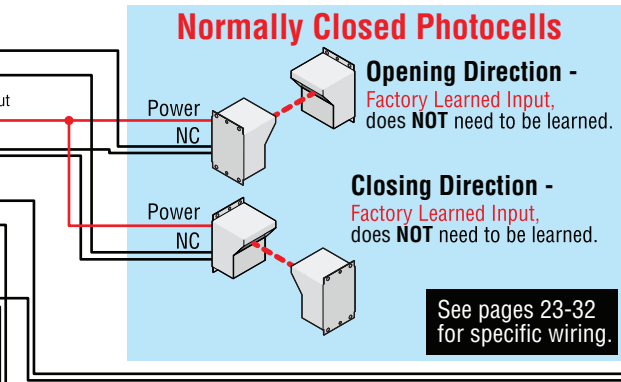 Normally Closed Photocells
Opening Direction -
Factory Learned Input,
does NOT need to be learned.
Power
NC
Closing Direction -
Factory Learned Input,
does NOT need to be learned.
Power
NC
See pages 23-32
for specific wiring.